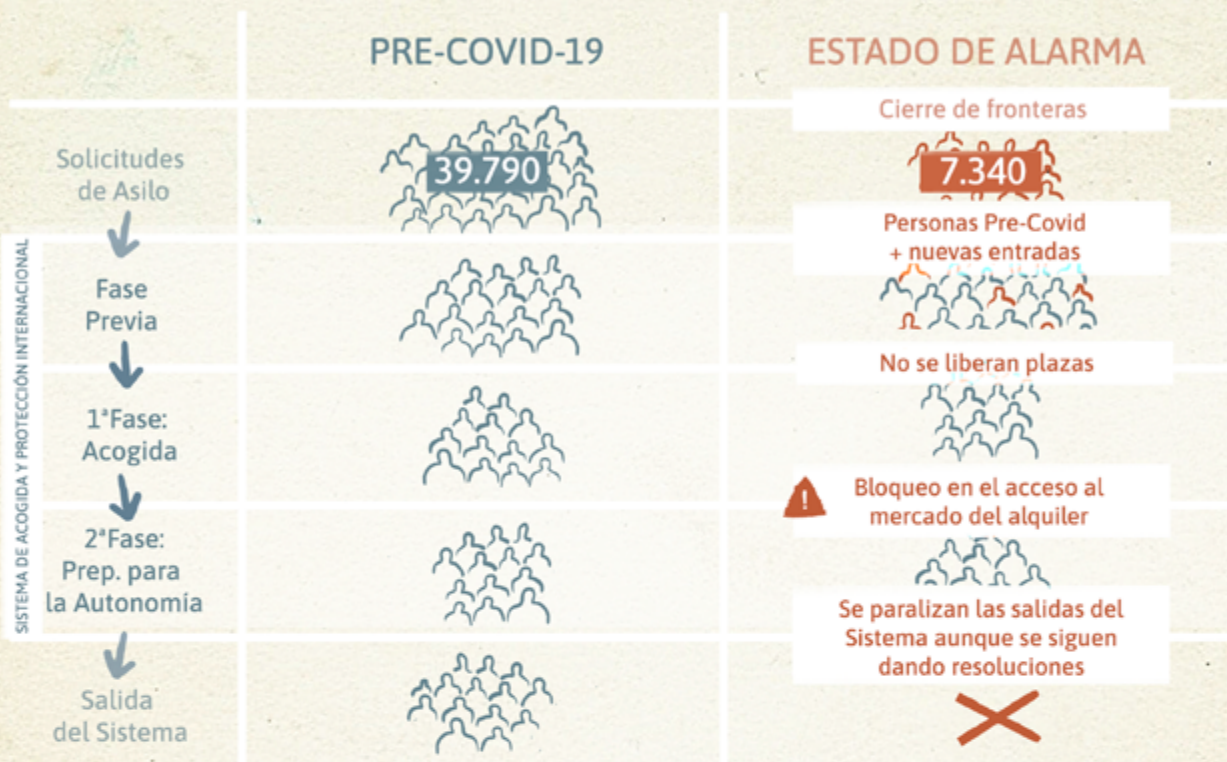 PRE-COVID-19
ESTADO DE ALARMA
Cierre de fronteras
Solicitudes
de Asilo
39.790
7.340
Personas Pre-Covid
+ nuevas entradas
SISTEMA DE ACOGIDA Y PROTECCIÓN INTERNACIONAL
Fase
Previa
No se liberan plazas
1ªFase:
Acogida
!
Bloqueo en el acceso al
mercado del alquiler
2ªFase:
Prep. para
la Autonomía
Se paralizan las salidas del
Sistema aunque se siguen
dando resoluciones
Salida
del Sistema